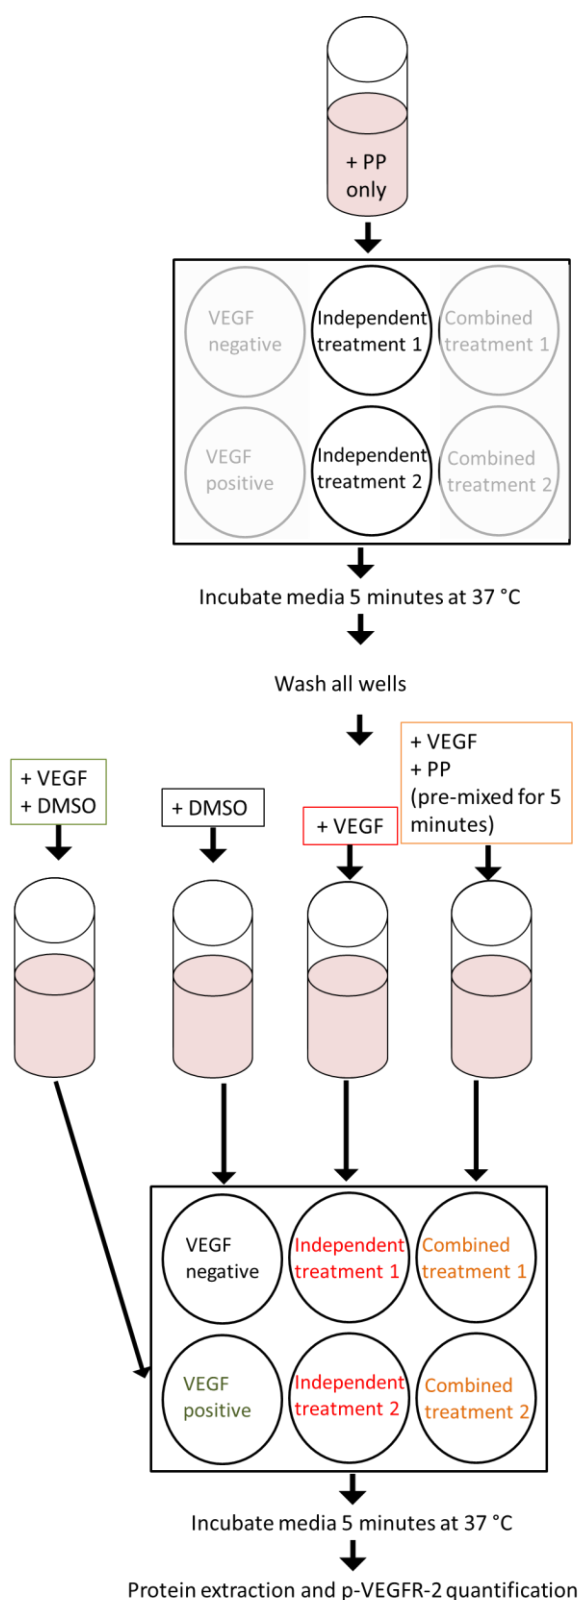 + PP
only
VEGF
negative
Independent
treatment 1
Combined
treatment 1
VEGF
positive
Independent
treatment 2
Combined
treatment 2
Incubate media 5 minutes at 37 °C
Wash all wells
+ VEGF
+ DMSO
+ DMSO
+ VEGF
+ VEGF
+ PP
(pre-mixed for 5
minutes)
VEGF
negative
Independent
treatment 1
Combined
treatment 1
VEGF
positive
Independent
treatment 2
Combined
treatment 2
Incubate media 5 minutes at 37 °C
Protein extraction and p-VEGFR-2 quantification